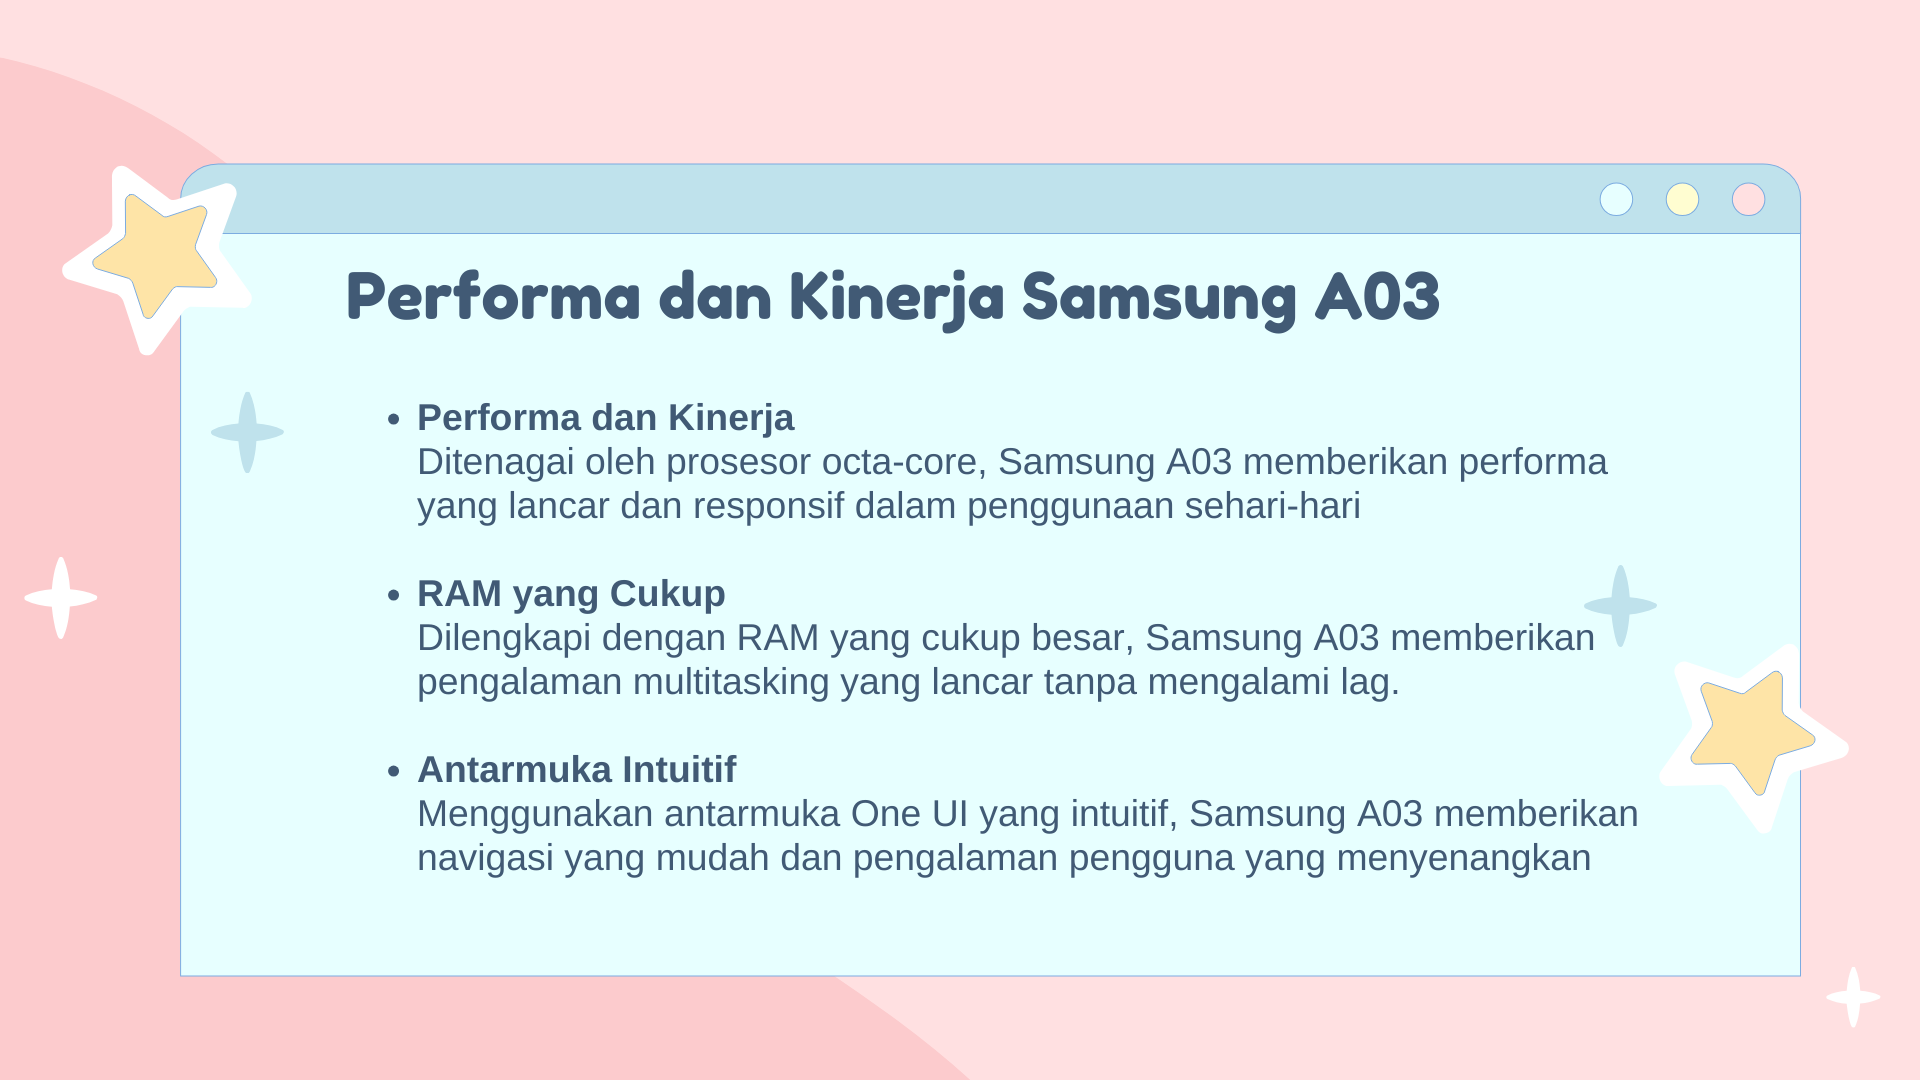 Performa dan Kinerja Samsung A03
• Performa dan Kinerja
Ditenagai oleh prosesor octa-core, Samsung A03 memberikan performa
yang lancar dan responsif dalam penggunaan sehari-hari
• RAM yang Cukup
Dilengkapi dengan RAM yang cukup besar, Samsung A03 memberikan
pengalaman multitasking yang lancar tanpa mengalami lag.
• Antarmuka Intuitif
Menggunakan antarmuka One UI yang intuitif, Samsung A03 memberikan
navigasi yang mudah dan pengalaman pengguna yang menyenangkan